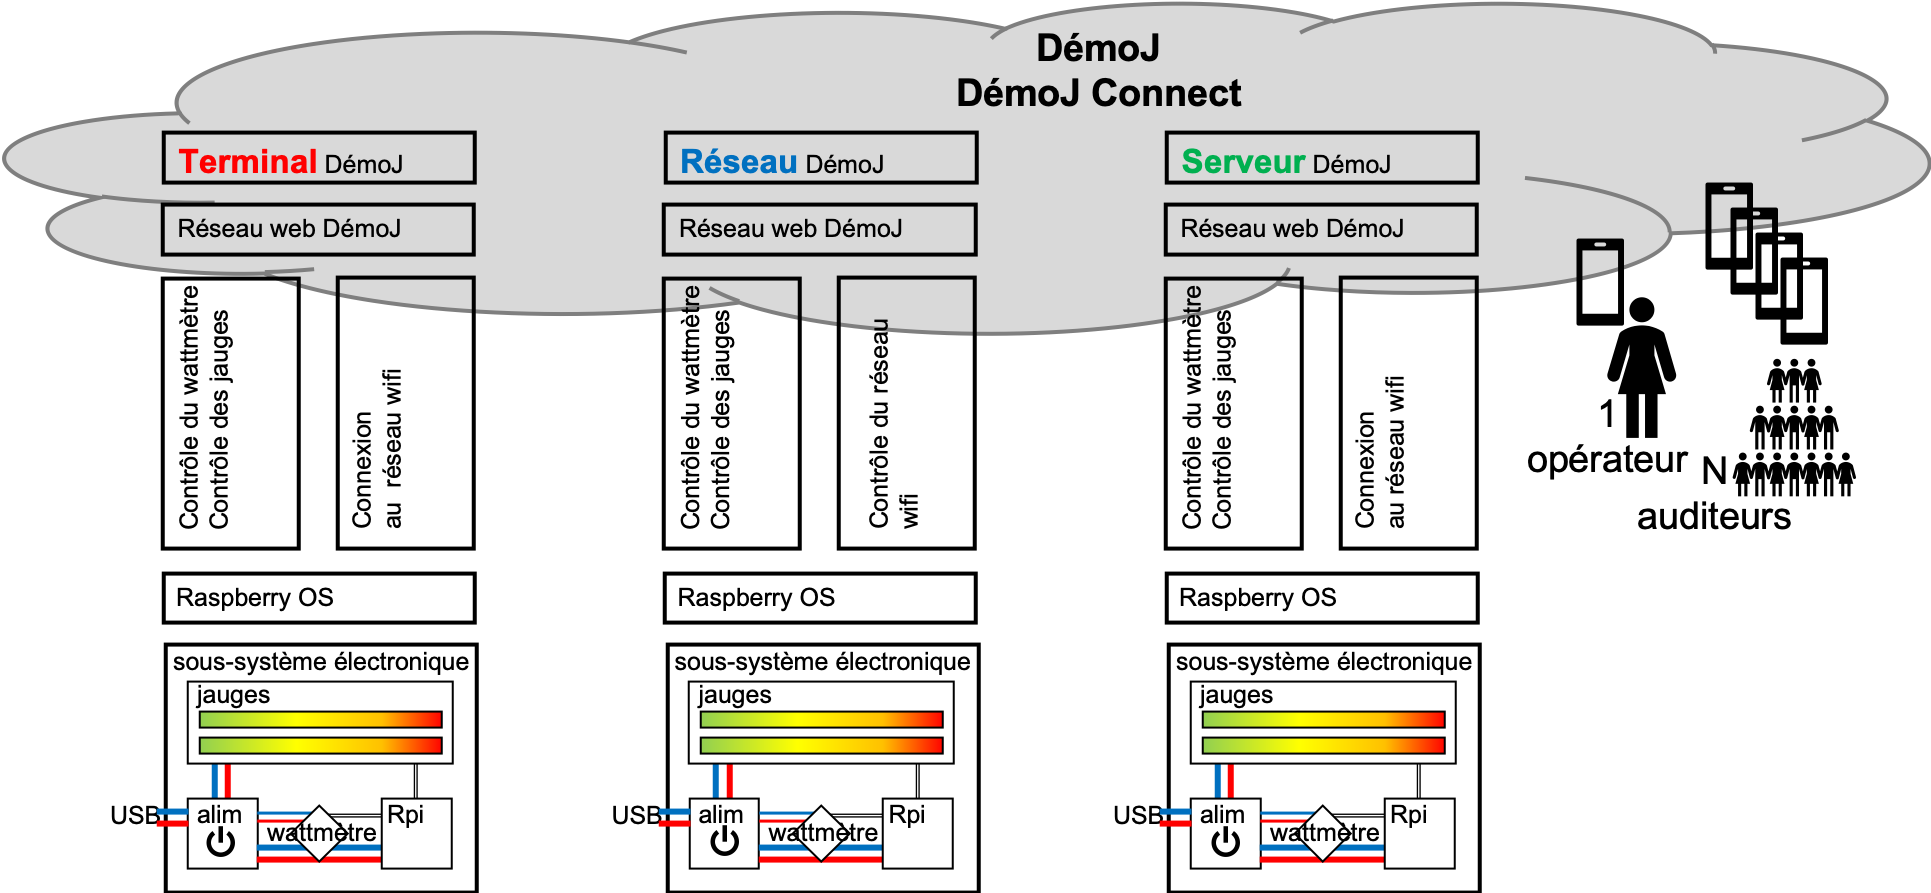 DémoJ
DémoJ Connect
Terminal DémoJ
Réseau DémoJ
Serveur DémoJ
Réseau web DémoJ
Réseau web DémoJ
Réseau web DémoJ
Contrôle du wattmètre
Contrôle des jauges
Connexion
au réseau wifi
Contrôle du wattmètre
Contrôle des jauges
Contrôle du réseau
wifi
Contrôle du wattmètre
Contrôle des jauges
Connexion
au réseau wifi
1
opérateur
N
auditeurs
Raspberry OS
Raspberry OS
Raspberry OS
sous-système électronique
jauges
USB
alim
wattmètre
Rpi
sous-système électronique
jauges
USB
alim
wattmètre
Rpi
sous-système électronique
jauges
USB
alim
wattmètre
Rpi